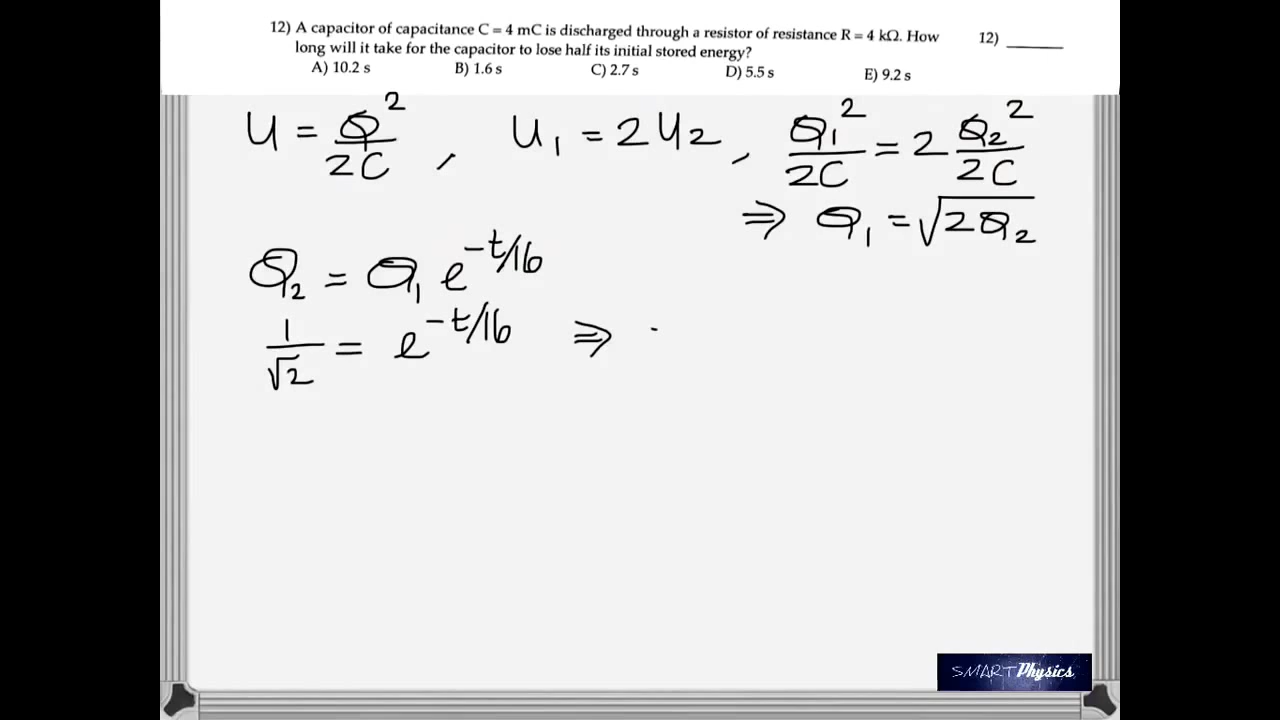 12) A capacitor of capacitance C = 4 mC is discharged through a resistor of resistance R = 4 kΩ. How 12) ______
long will it take for the capacitor to lose half its initial stored energy?
A) 10.2 s B) 1.6 s C) 2.7 s D) 5.5 s E) 9.2 s
U = Q²/2C , U₁ = 2U₂ , Q₁²/2C = 2 Q₂²/2C
⇒ Q₁ = √2Q₂
Q₂ = Q₁ e^-t/16
1/√2 = e^-t/16 ⇒
SMART Physics